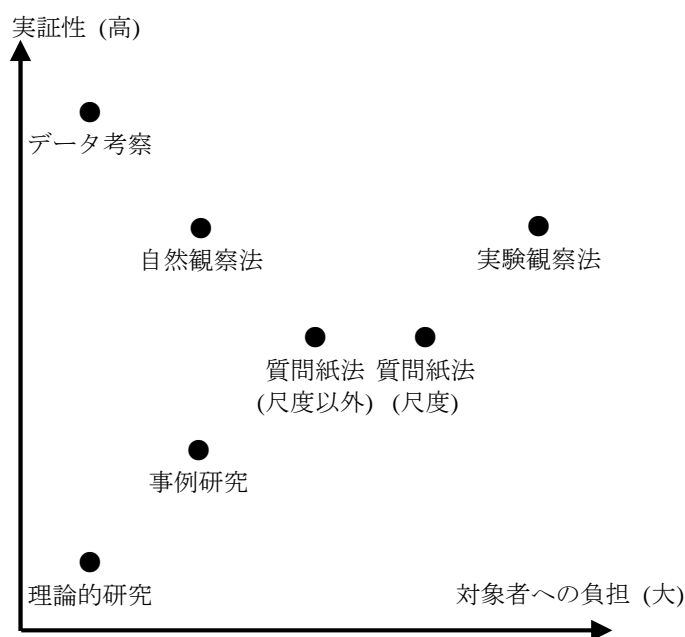 実証性 (高)
データ考察
自然観察法
実験観察法
質問紙法
(尺度以外)
質問紙法
(尺度)
事例研究
理論的研究
対象者への負担 (大)